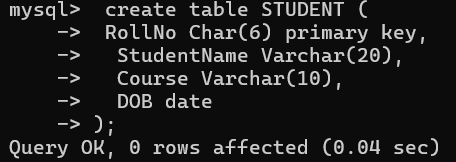 mysql>  create table STUDENT (
    ->  RollNo Char(6) primary key,
    ->   StudentName Varchar(20),
    ->   Course Varchar(10),
    ->   DOB date
    -> );
Query OK, 0 rows affected (0.04 sec)